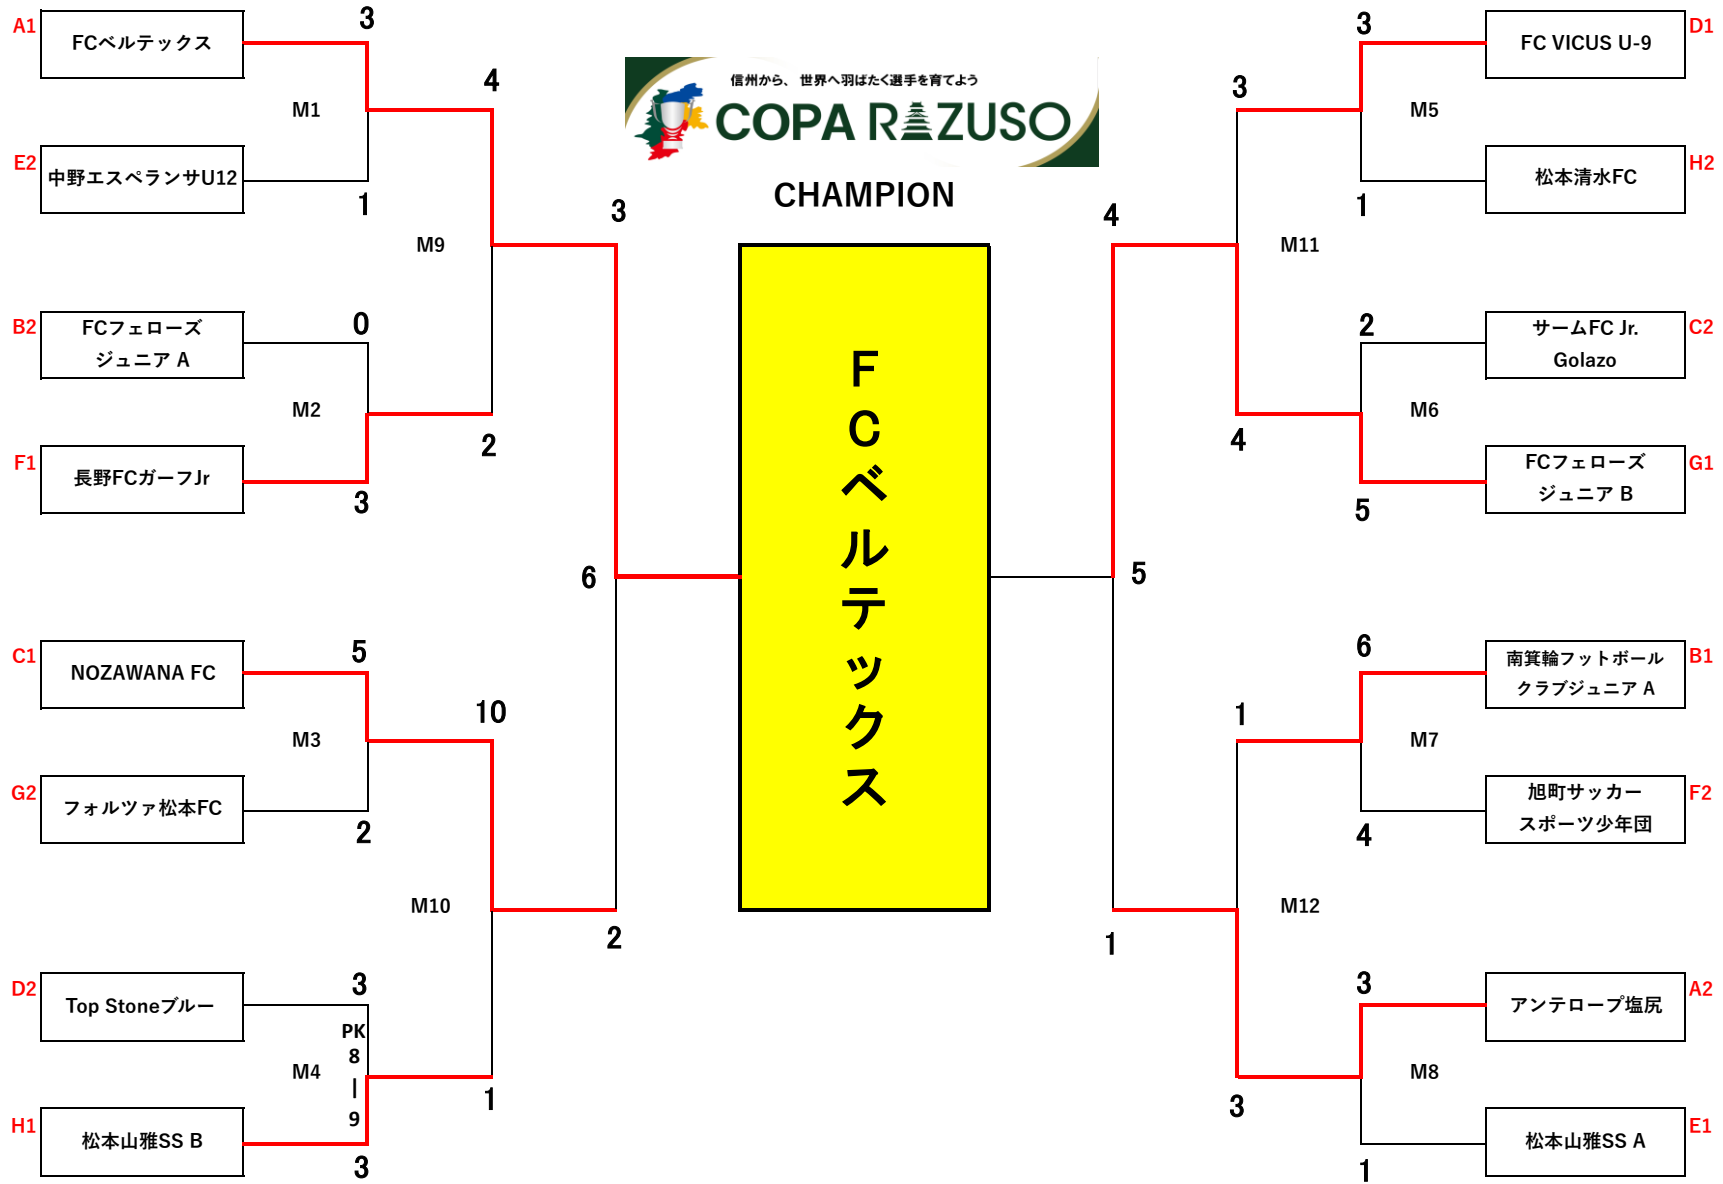 信州から、世界へ羽ばたく選手を育てよう
COPA RAZUSO
CHAMPION
FCベルテックス
A1
FCベルテックス
3
M1
E2
中野エスペランサU12
1
4
M9
B2
FCフェローズ
ジュニア A
0
M2
F1
長野FCガーフJr
3
2
3
6
C1
NOZAWANA FC
5
M3
G2
フォルツァ松本FC
2
10
M10
D2
Top Stoneブルー
3
PK
8
|
9
M4
H1
松本山雅SS B
3
1
2
D1
FC VICUS U-9
3
M5
H2
松本清水FC
1
3
M11
C2
サームFC Jr.
Golazo
2
M6
G1
FCフェローズ
ジュニア B
5
4
4
5
B1
南箕輪フットボール
クラブジュニア A
6
M7
F2
旭町サッカー
スポーツ少年団
4
1
M12
A2
アンテロープ塩尻
3
M8
E1
松本山雅SS A
1
3
1